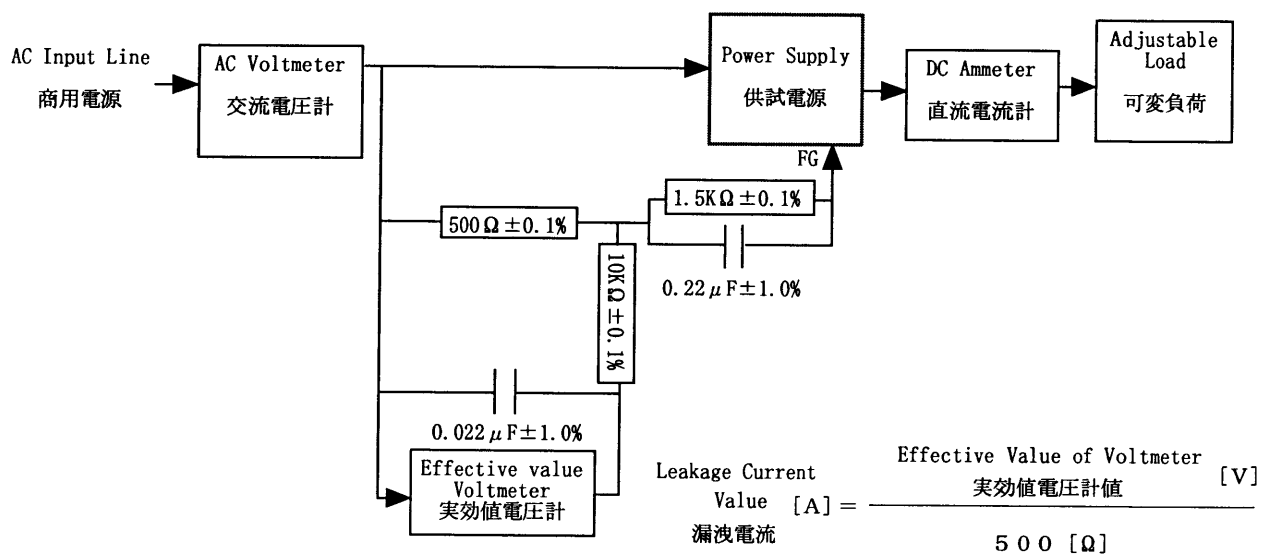 AC Input Line
商用電源
AC Voltmeter
交流電圧計
Power Supply
供試電源
DC Ammeter
直流電流計
Adjustable
Load
可変負荷
FG
1.5KΩ±0.1%
500Ω±0.1%
0.22μF±1.0%
10KΩ±0.1%
0.022μF±1.0%
Effective value
Voltmeter
実効値電圧計
Leakage Current
Value [A]=
漏洩電流
Effective Value of Voltmeter [V]
実効値電圧計値
500 [Ω]